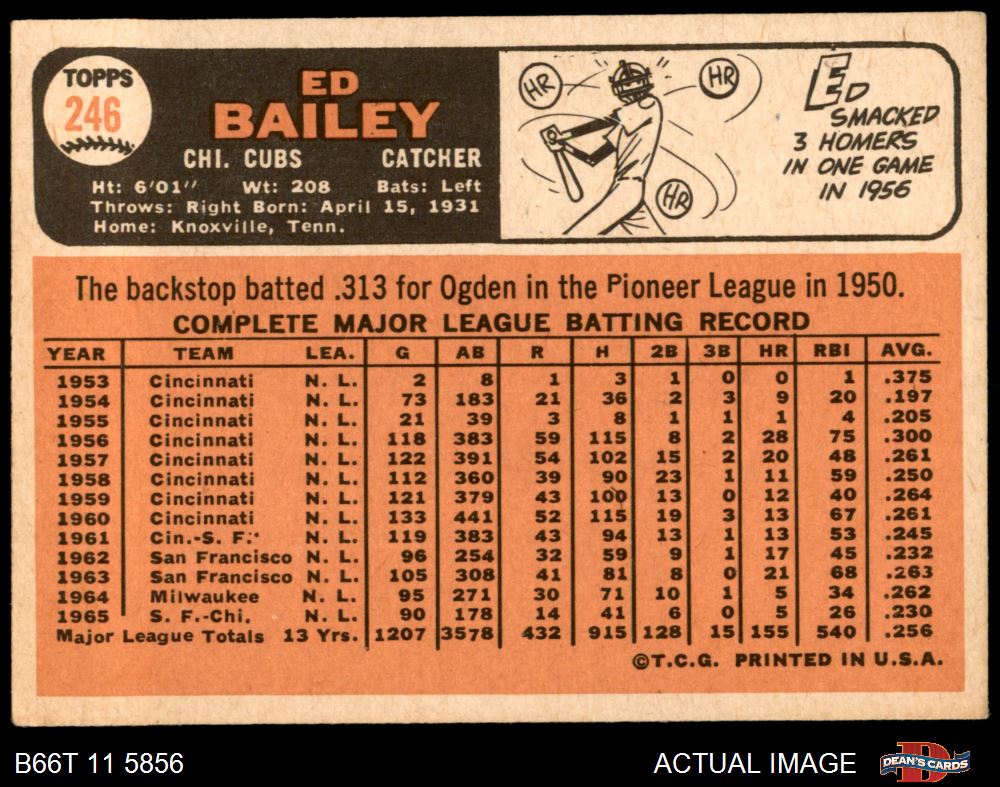 TOPPS
246
ED
BAILEY
CHI. CUBS CATCHER
Ht: 6'01" Wt: 208 Bats: Left
Throws: Right Born: April 15, 1931
Home: Knoxville, Tenn.
HR HR
HR
ED
SMACKED
3 HOMERS
IN ONE GAME
IN 1956
The backstop batted .313 for Ogden in the Pioneer League in 1950.
COMPLETE MAJOR LEAGUE BATTING RECORD
YEAR TEAM LEA. G AB R H 2B 3B HR RBI AVG.
1953 Cincinnati N. L. 2 8 1 3 1 0 0 1 .375
1954 Cincinnati N. L. 73 183 21 36 2 3 9 20 .197
1955 Cincinnati N. L. 21 39 3 8 1 1 1 4 .205
1956 Cincinnati N. L. 118 383 59 115 8 2 28 75 .300
1957 Cincinnati N. L. 122 391 54 102 15 2 20 48 .261
1958 Cincinnati N. L. 112 360 39 90 23 1 11 59 .250
1959 Cincinnati N. L. 121 379 43 100 13 0 12 40 .264
1960 Cincinnati N. L. 133 441 52 115 19 3 13 67 .261
1961 Cin.-S. F. N. L. 119 383 43 94 13 1 13 53 .245
1962 San Francisco N. L. 96 254 32 59 9 1 17 45 .232
1963 San Francisco N. L. 105 308 41 81 8 0 21 68 .263
1964 Milwaukee N. L. 95 271 30 71 10 1 5 34 .262
1965 S. F.-Chi. N. L. 90 178 14 41 6 0 5 26 .230
Major League Totals 13 Yrs. 1207 3578 432 915 128 15 155 540 .256
©T.C.G. PRINTED IN U.S.A.
B66T 11 5856 ACTUAL IMAGE DEAN'S CARDS